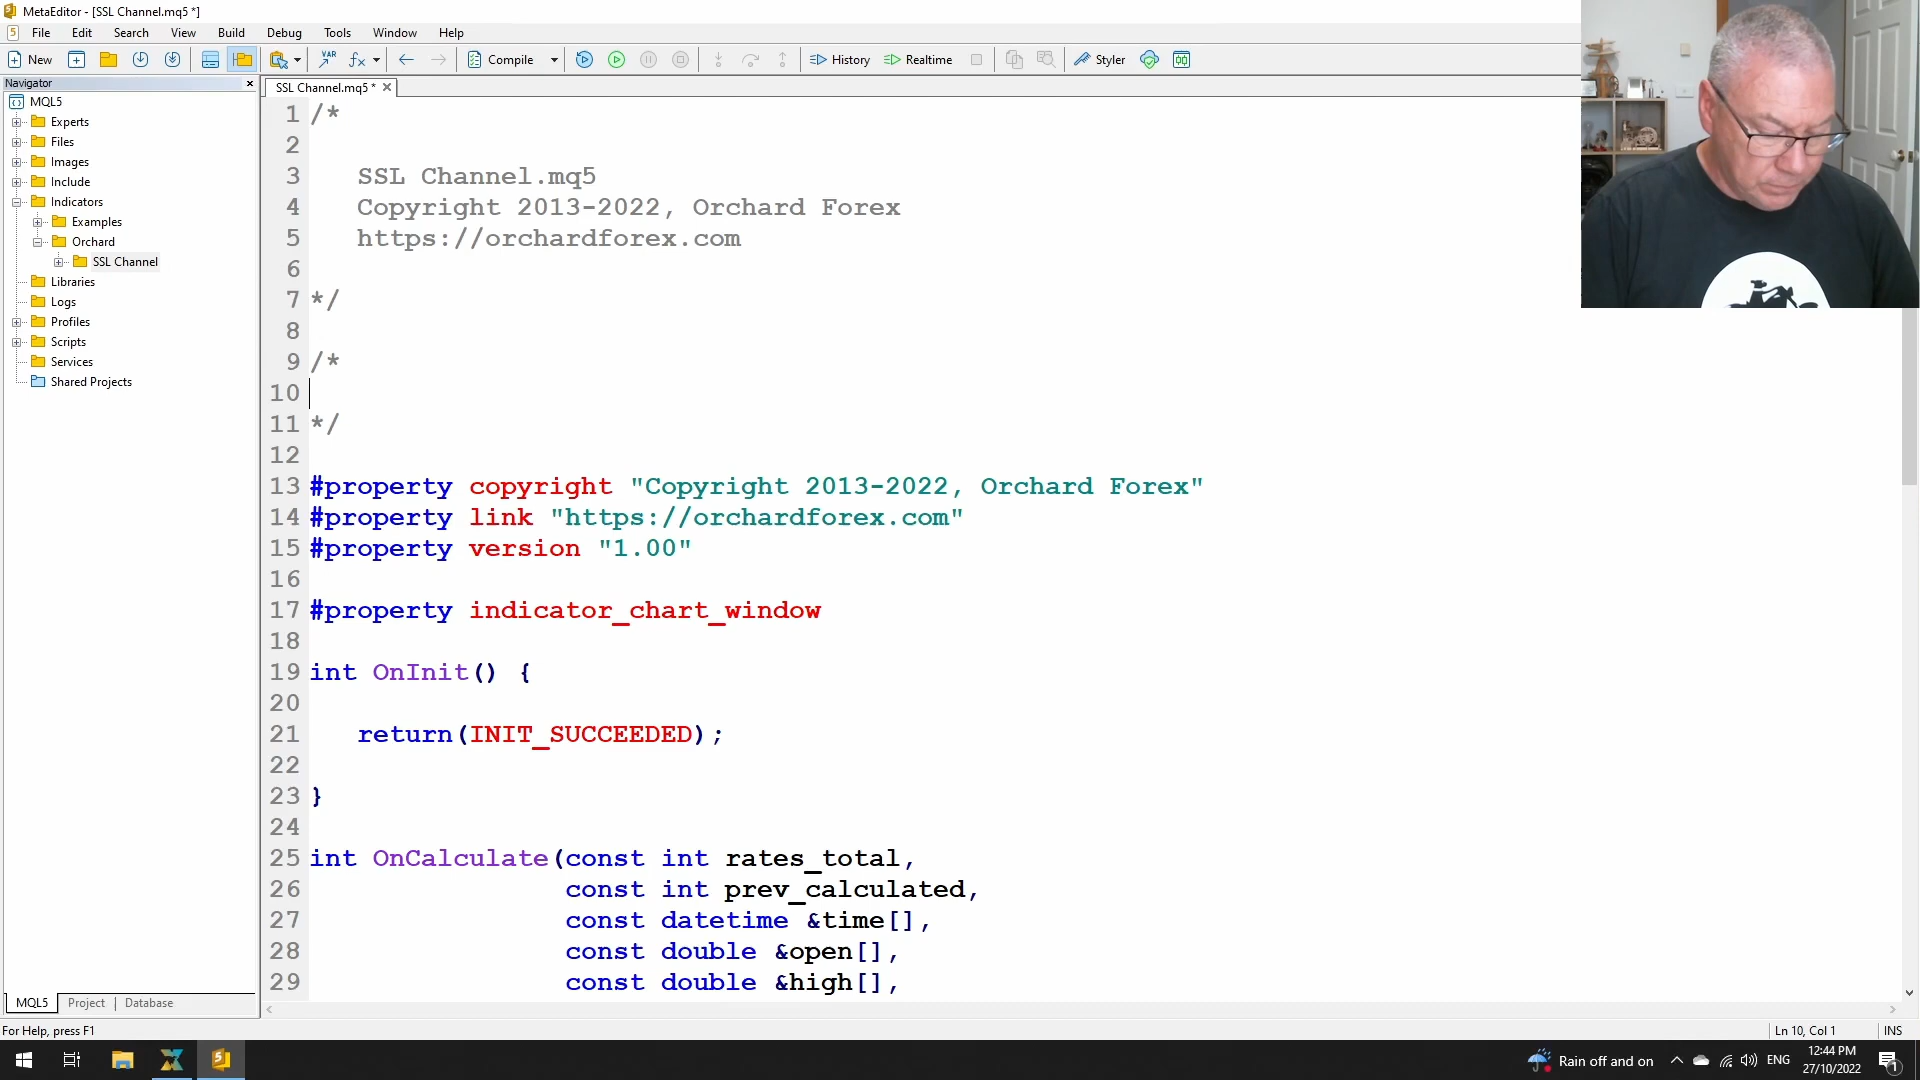 MetaEditor - [SSL Channel.mq5 *]
File Edit Search View Build Debug Tools Window Help
New Compile History Realtime Styler
Navigator
SSL Channel.mq5 *
MQL5
Experts
Files
Images
Include
Indicators
Examples
Orchard
SSL Channel
Libraries
Logs
Profiles
Scripts
Services
Shared Projects
MQL5 Project Database
1 /*
2
3 SSL Channel.mq5
4 Copyright 2013-2022, Orchard Forex
5 https://orchardforex.com
6
7 */
8
9 /*
10
11 */
12
13 #property copyright "Copyright 2013-2022, Orchard Forex"
14 #property link "https://orchardforex.com"
15 #property version "1.00"
16
17 #property indicator_chart_window
18
19 int OnInit() {
20
21 return(INIT_SUCCEEDED);
22
23 }
24
25 int OnCalculate(const int rates_total,
26 const int prev_calculated,
27 const datetime &time[],
28 const double &open[],
29 const double &high[],
For Help, press F1
Ln 10, Col 1 INS
Rain off and on ENG
12:44 PM
27/10/2022